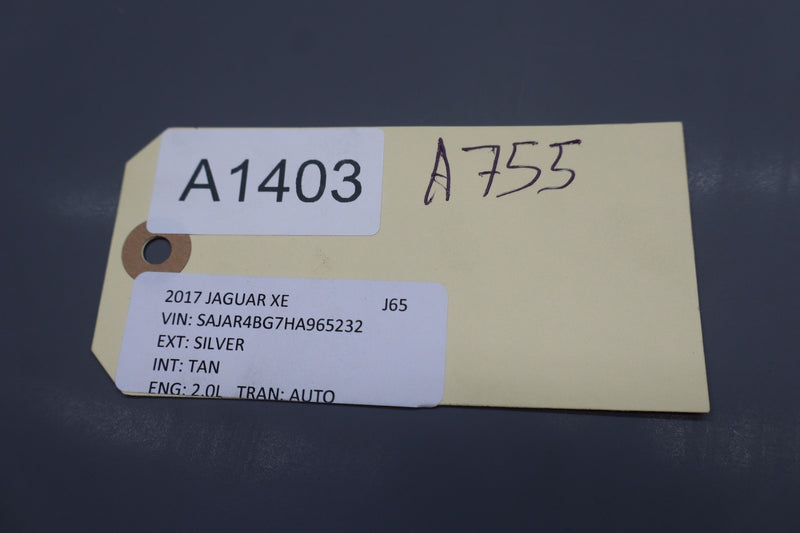 A1403
A755
2017 JAGUAR XE J65
VIN: SAJAR4BG7HA965232
EXT: SILVER
INT: TAN
ENG: 2.0L TRAN: AUTO